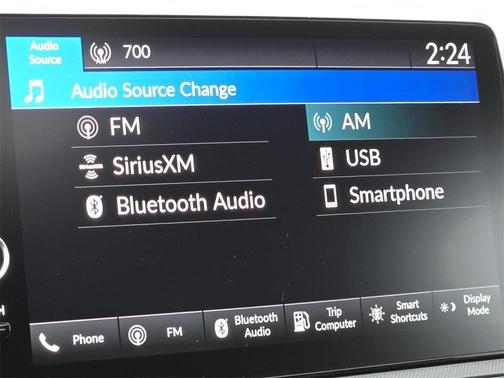 Audio
Source
700
2:24
Audio Source Change
FM
AM
SiriusXM
USB
Bluetooth Audio
Smartphone
Phone
FM
Bluetooth
Audio
Trip
Computer
Smart
Shortcuts
Display
Mode